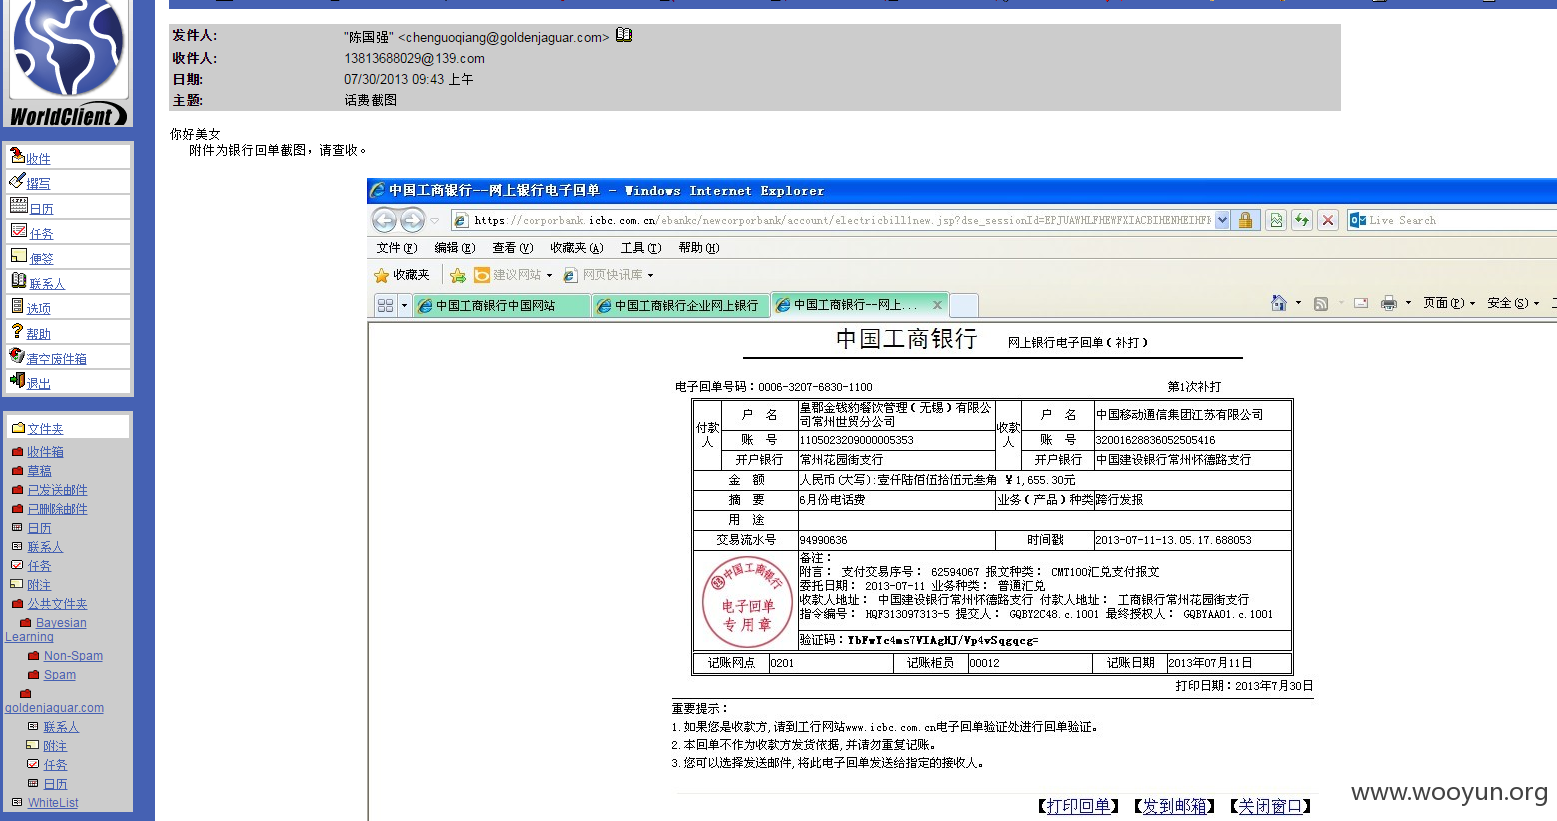 WorldClient
收件
撰写
日历
任务
便签
联系人
选项
帮助
清空废件箱
退出
文件夹
收件箱
草稿
已发送邮件
已删除邮件
日历
联系人
任务
附注
公共文件夹
Bayesian
Learning
Non-Spam
Spam
goldenjaguar.com
联系人
附注
任务
日历
WhiteList
发件人: "陈国强" <chenguoqiang@goldenjaguar.com>
收件人: 13813688029@139.com
日期: 07/30/2013 09:43 上午
主题: 话费截图
你好美女
附件为银行回单截图，请查收。
中国工商银行--网上银行电子回单 - Windows Internet Explorer
https://corporbank.icbc.com.cn/ebankc/newcorporbank/account/electricbill1new.jsp?dse_sessionId=EPJUAWHLFHEWFXIACBIHENHEIHFK Live Search
文件(F) 编辑(E) 查看(V) 收藏夹(A) 工具(T) 帮助(H)
收藏夹 建议网站 网页快讯库
中国工商银行中国网站 中国工商银行企业网上银行 中国工商银行--网上... 页面(P) 安全(S)
中国工商银行 网上银行电子回单（补打）
电子回单号码：0006-3207-6830-1100 第1次补打
付款人 户 名 皇郡金钱豹餐饮管理（无锡）有限公司常州世贸分公司 收款人 户 名 中国移动通信集团江苏有限公司
账 号 1105023209000005353 账 号 32001628836052505416
开户银行 常州花园街支行 开户银行 中国建设银行常州怀德路支行
金 额 人民币(大写):壹仟陆佰伍拾伍元叁角 ￥1,655.30元
摘 要 6月份电话费 业务（产品）种类 跨行发报
用 途
交易流水号 94990636 时间戳 2013-07-11-13.05.17.688053
中国工商银行
电子回单
专用章
备注：
附言： 支付交易序号： 62594067 报文种类： CMT100汇兑支付报文
委托日期： 2013-07-11 业务种类： 普通汇兑
收款人地址： 中国建设银行常州怀德路支行 付款人地址： 工商银行常州花园街支行
指令编号： HQF313097313-5 提交人： GQBY2C48.c.1001 最终授权人： GQBYAA01.c.1001
验证码：YbFwYc4ms7VIAgHJ/Vp4vSqgqcg=
记账网点 0201 记账柜员 00012 记账日期 2013年07月11日
打印日期：2013年7月30日
重要提示：
1.如果您是收款方,请到工行网站www.icbc.com.cn电子回单验证处进行回单验证。
2.本回单不作为收款方发货依据,并请勿重复记账。
3.您可以选择发送邮件,将此电子回单发送给指定的接收人。
【打印回单】 【发到邮箱】 【关闭窗口】
www.wooyun.org